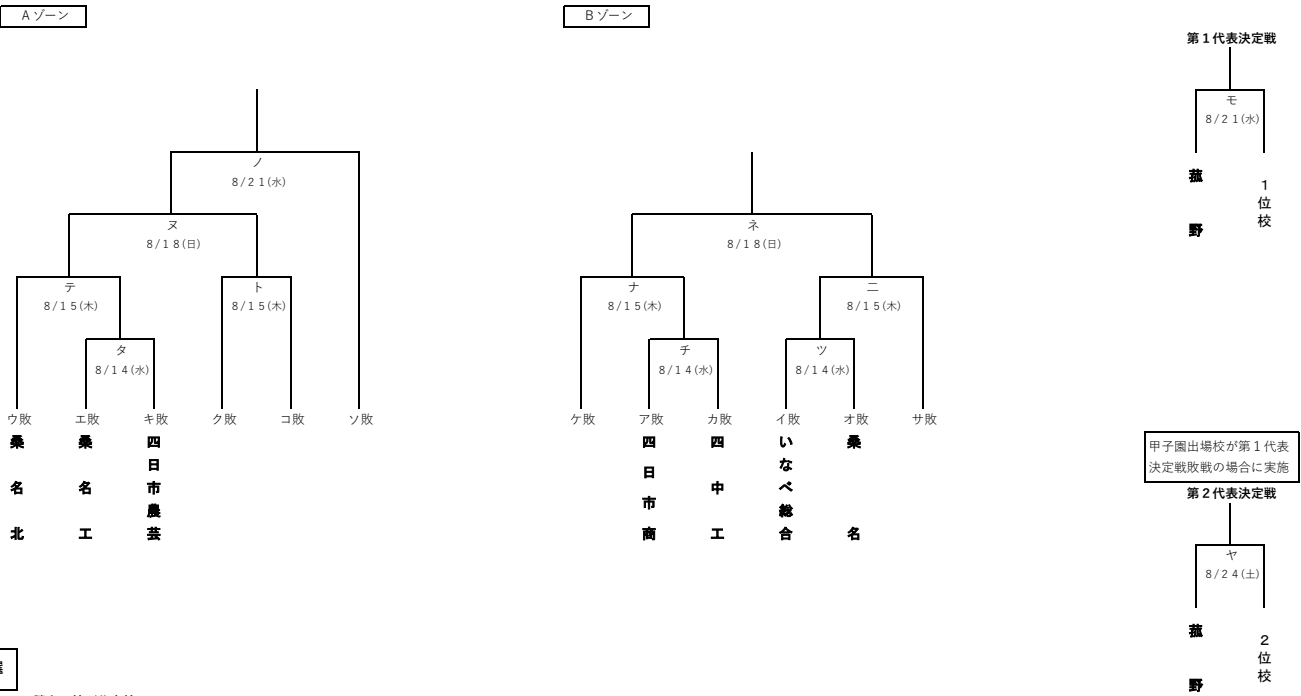 Aゾーン
Bゾーン
第1代表決定戦
モ
8/21(水)
菰野
1位校
ノ
8/21(水)
ヌ
8/18(日)
ネ
8/18(日)
テ
8/15(木)
ト
8/15(木)
ナ
8/15(木)
ニ
8/15(木)
タ
8/14(水)
チ
8/14(水)
ツ
8/14(水)
ウ敗
エ敗
キ敗
ク敗
コ敗
ソ敗
ケ敗
ア敗
カ敗
イ敗
オ敗
サ敗
桑名北
桑名工
四日市農芸
四日市商
四中工
いなべ総合
桑名
甲子園出場校が第1代表
決定戦敗戦の場合に実施
第2代表決定戦
ヤ
8/24(土)
菰野
2位校